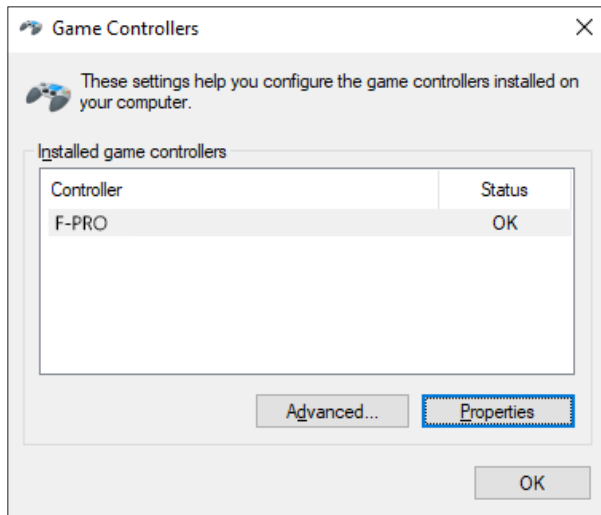 Game Controllers
These settings help you configure the game controllers installed on
your computer.
Installed game controllers
Controller Status
F-PRO OK
Advanced... Properties
OK